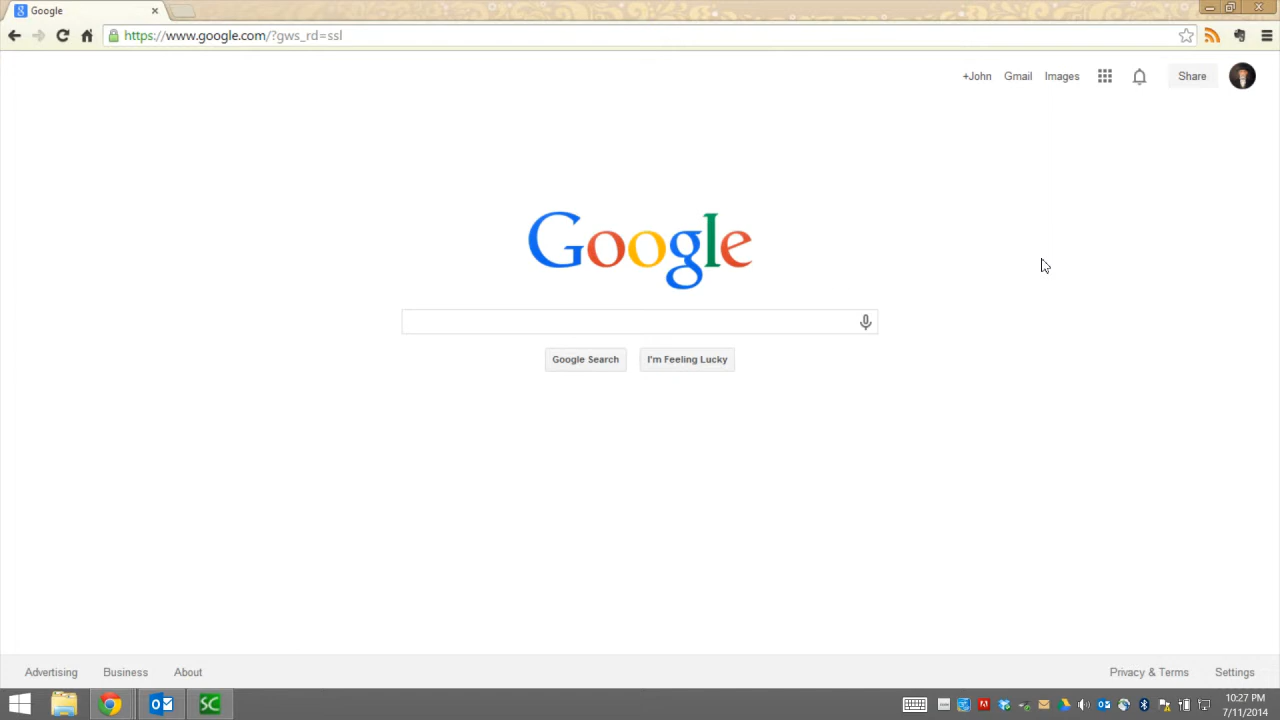 Google
https://www.google.com/?gws_rd=ssl
+John Gmail Images Share
Google
Google Search I'm Feeling Lucky
Advertising Business About Privacy & Terms Settings
SC
10:27 PM
7/11/2014